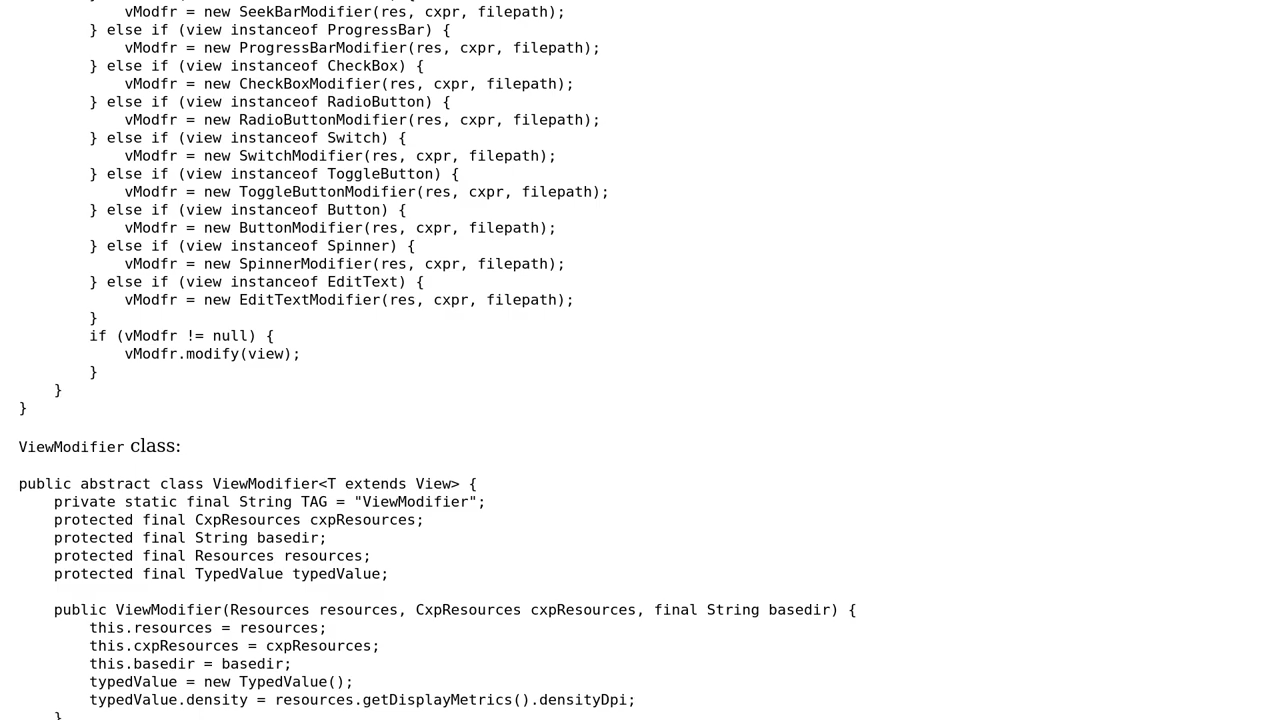 vModfr = new SeekBarModifier(res, cxpr, filepath);
} else if (view instanceof ProgressBar) {
vModfr = new ProgressBarModifier(res, cxpr, filepath);
} else if (view instanceof CheckBox) {
vModfr = new CheckBoxModifier(res, cxpr, filepath);
} else if (view instanceof RadioButton) {
vModfr = new RadioButtonModifier(res, cxpr, filepath);
} else if (view instanceof Switch) {
vModfr = new SwitchModifier(res, cxpr, filepath);
} else if (view instanceof ToggleButton) {
vModfr = new ToggleButtonModifier(res, cxpr, filepath);
} else if (view instanceof Button) {
vModfr = new ButtonModifier(res, cxpr, filepath);
} else if (view instanceof Spinner) {
vModfr = new SpinnerModifier(res, cxpr, filepath);
} else if (view instanceof EditText) {
vModfr = new EditTextModifier(res, cxpr, filepath);
}
if (vModfr != null) {
vModfr.modify(view);
}
}
}
ViewModifier class:
public abstract class ViewModifier<T extends View> {
private static final String TAG = "ViewModifier";
protected final CxpResources cxpResources;
protected final String basedir;
protected final Resources resources;
protected final TypedValue typedValue;
public ViewModifier(Resources resources, CxpResources cxpResources, final String basedir) {
this.resources = resources;
this.cxpResources = cxpResources;
this.basedir = basedir;
typedValue = new TypedValue();
typedValue.density = resources.getDisplayMetrics().densityDpi;
}